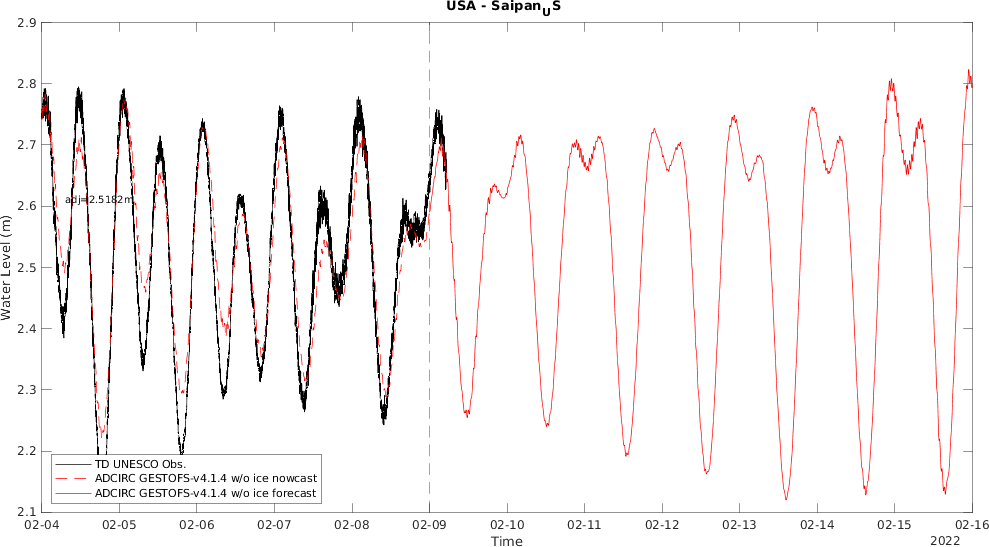 USA - Saipan_US
2.9
2.8
2.7
2.6
2.5
2.4
2.3
2.2
2.1
Water Level (m)
adj=[2.5182m
TD UNESCO Obs.
ADCIRC GESTOFS-v4.1.4 w/o ice nowcast
ADCIRC GESTOFS-v4.1.4 w/o ice forecast
02-04 02-05 02-06 02-07 02-08 02-09 02-10 02-11 02-12 02-13 02-14 02-15 02-16
Time
2022